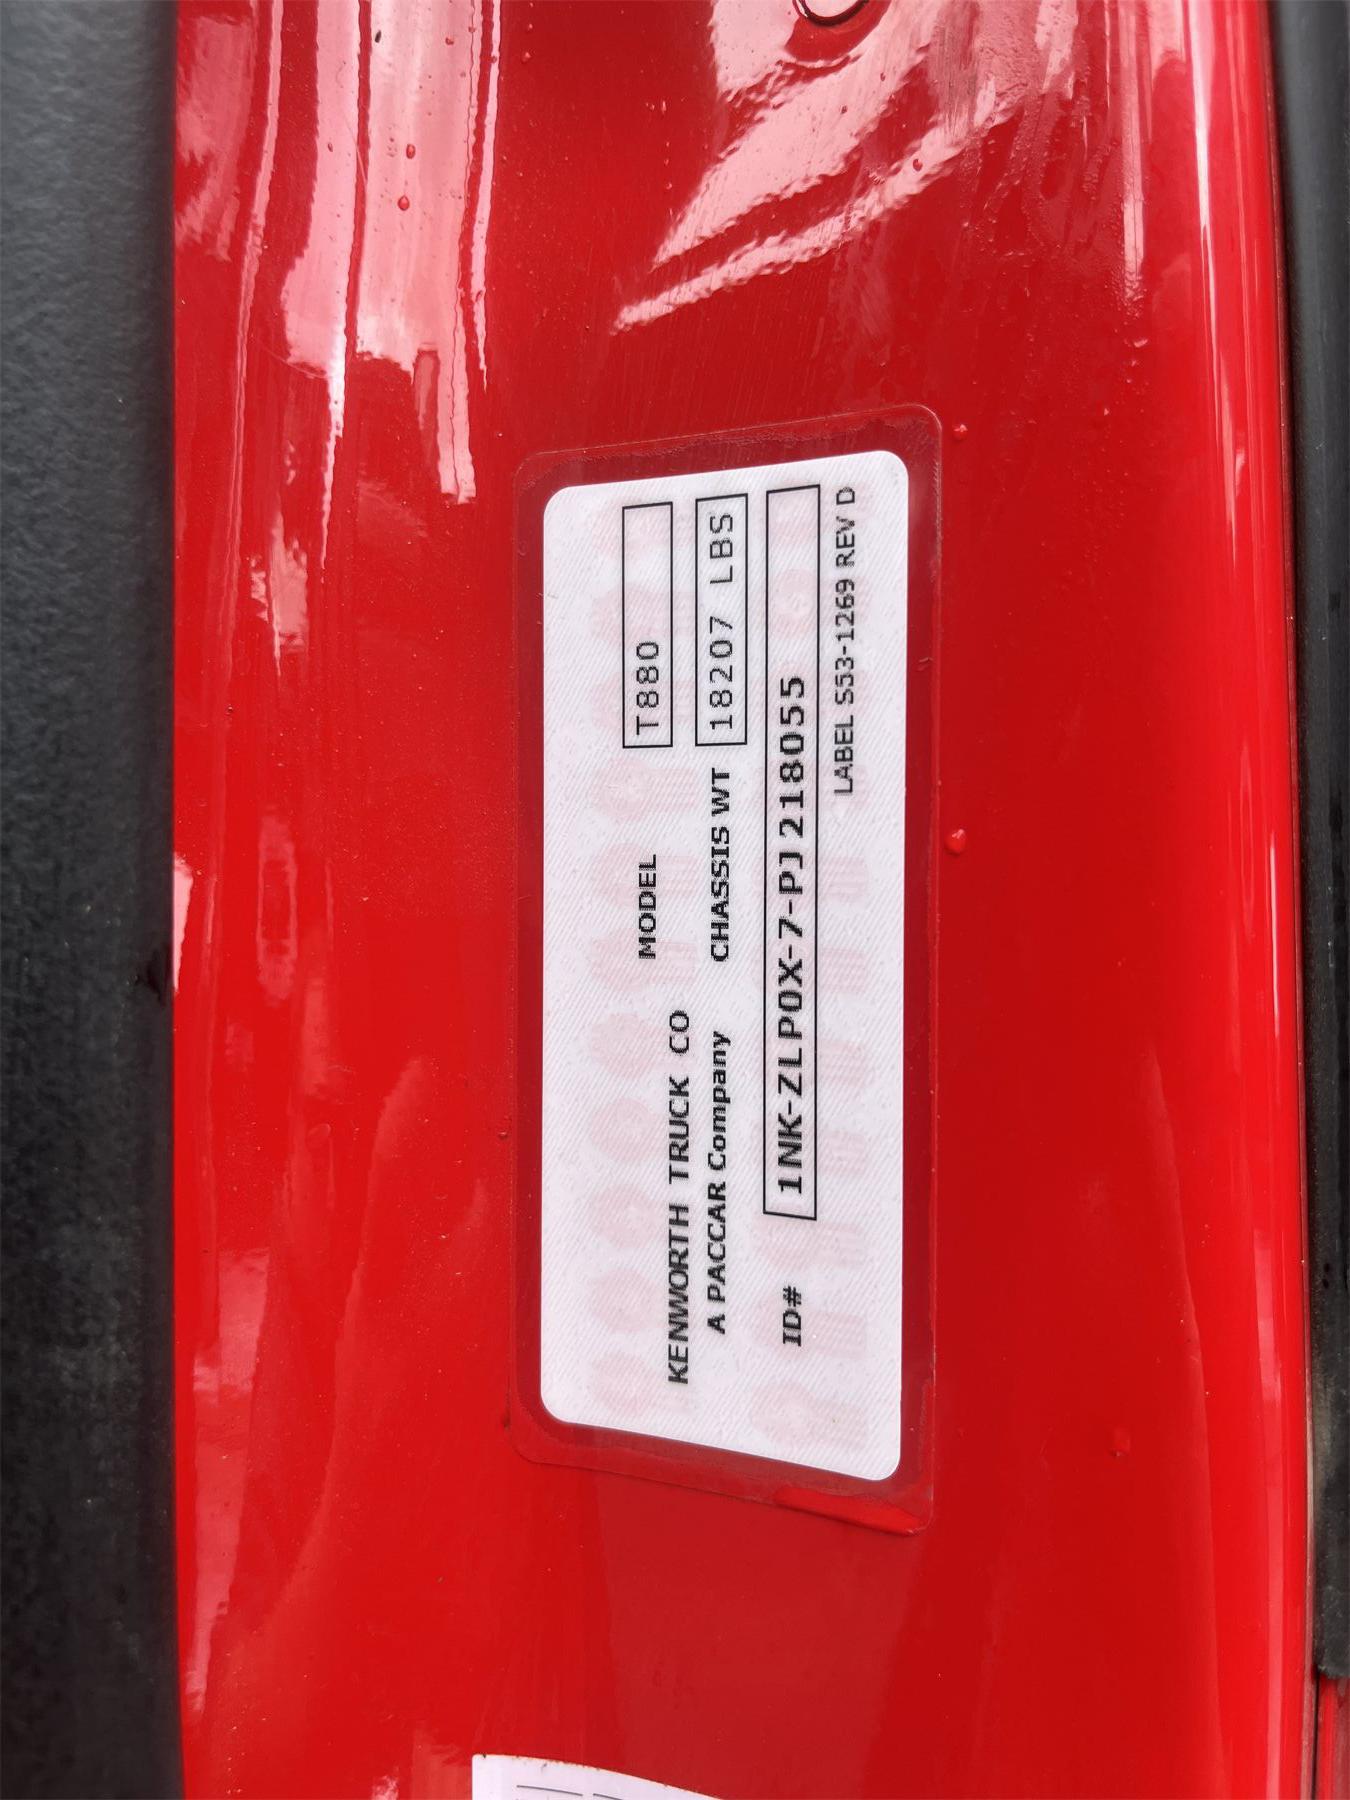 KENWORTH TRUCK CO
A PACCAR Company
MODEL T880
CHASSIS WT 18207 LBS
ID# 1NK-ZLP0X-7-PJ218055
LABEL S53-1269 REV D